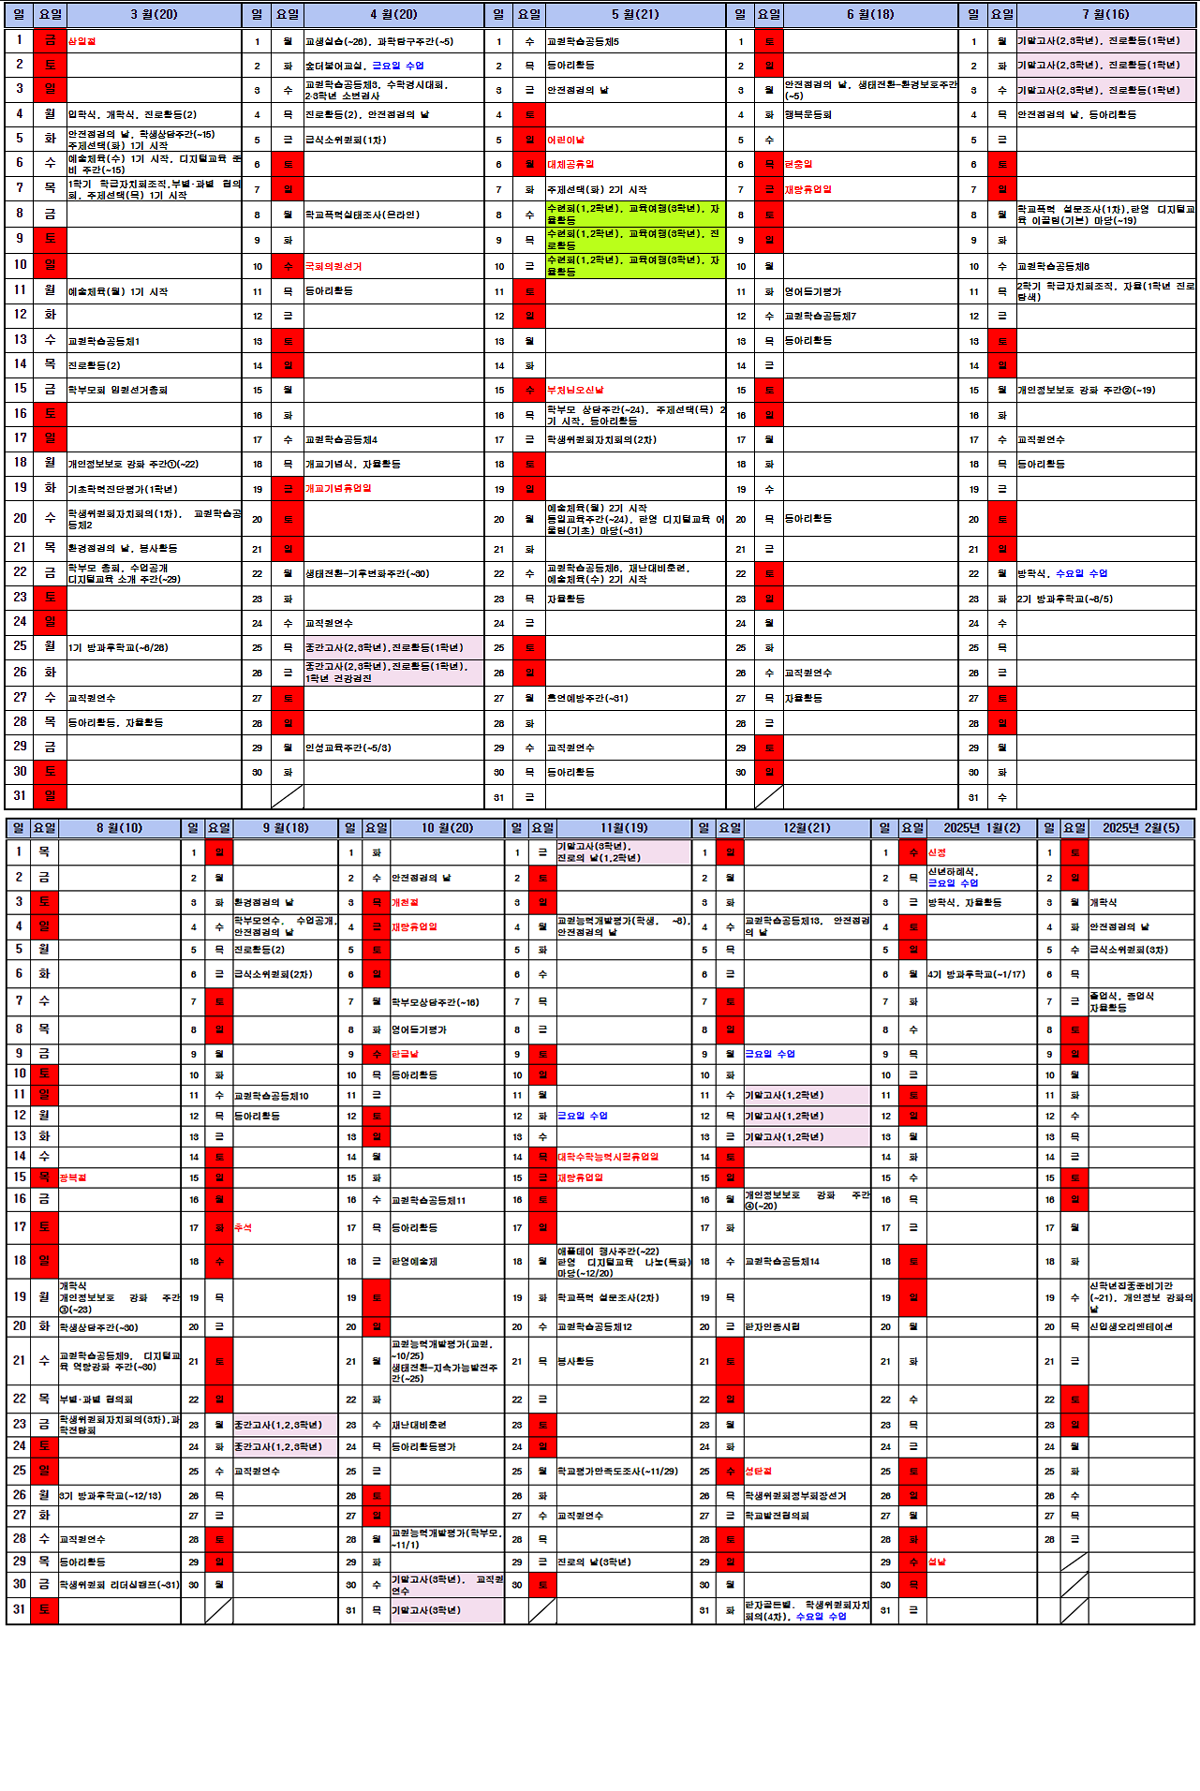 일 요일 3 월(20) 일 요일 4 월(20) 일 요일 5 월(21) 일 요일 6 월(18) 일 요일 7 월(16)
1 금 삼일절 1 월 교생실습(~26), 과학탐구주간(~5) 1 수 교원학습공동체5 1 토 1 월 기말고사(2,3학년), 진로활동(1학년)
2 토 2 화 숲더불어교실, 금요일 수업 2 목 동아리활동 2 일 2 화 기말고사(2,3학년), 진로활동(1학년)
3 일 3 수 교원학습공동체3, 수학경시대회, 2·3학년 소변검사 3 금 안전점검의 날 3 월 안전점검의 날, 생태전환-환경보호주간(~5) 3 수 기말고사(2,3학년), 진로활동(1학년)
4 월 입학식, 개학식, 진로활동(2) 4 목 진로활동(2), 안전점검의 날 4 토 4 화 행복운동회 4 목 안전점검의 날, 동아리활동
5 화 안전점검의 날, 학생상담주간(~15) 주제선택(화) 1기 시작 5 금 급식소위원회(1차) 5 일 어린이날 5 수 5 금
6 수 예술체육(수) 1기 시작, 디지털교육 준비 주간(~15) 6 토 6 월 대체공휴일 6 목 현충일 6 토
7 목 1학기 학급자치회조직,부별·과별 협의회, 주제선택(목) 1기 시작 7 일 7 화 주제선택(화) 2기 시작 7 금 재량휴업일 7 일
8 금 8 월 학교폭력실태조사(온라인) 8 수 수련회(1,2학년), 교육여행(3학년), 자율활동 8 토 8 월 학교폭력 설문조사(1차),한영 디지털교육 어울림(기본) 마당(~19)
9 토 9 화 9 목 수련회(1,2학년), 교육여행(3학년), 진로활동 9 일 9 화
10 일 10 수 국회의원선거 10 금 수련회(1,2학년), 교육여행(3학년), 자율활동 10 월 10 수 교원학습공동체8
11 월 예술체육(월) 1기 시작 11 목 동아리활동 11 토 11 화 영어듣기평가 11 목 2학기 학급자치회조직, 자율(1학년 진로탐색)
12 화 12 금 12 일 12 수 교원학습공동체7 12 금
13 수 교원학습공동체1 13 토 13 월 13 목 동아리활동 13 토
14 목 진로활동(2) 14 일 14 화 14 금 14 일
15 금 학부모회 임원선거총회 15 월 15 수 부처님오신날 15 토 15 월 개인정보보호 강화 주간②(~19)
16 토 16 화 16 목 학부모 상담주간(~24), 주제선택(목) 2기 시작, 동아리활동 16 일 16 화
17 일 17 수 교원학습공동체4 17 금 학생위원회자치회의(2차) 17 월 17 수 교직원연수
18 월 개인정보보호 강화 주간①(~22) 18 목 개교기념식, 자율활동 18 토 18 화 18 목 동아리활동
19 화 기초학력진단평가(1학년) 19 금 개교기념휴업일 19 일 19 수 19 금
20 수 학생위원회자치회의(1차), 교원학습공동체2 20 토 20 월 예술체육(월) 2기 시작 통일교육주간(~24), 한영 디지털교육 어울림(기초) 마당(~31) 20 목 동아리활동 20 토
21 목 환경점검의 날, 봉사활동 21 일 21 화 21 금 21 일
22 금 학부모 총회, 수업공개 디지털교육 소개 주간(~29) 22 월 생태전환-기후변화주간(~30) 22 수 교원학습공동체6, 재난대비훈련, 예술체육(수) 2기 시작 22 토 22 월 방학식, 수요일 수업
23 토 23 화 23 목 자율활동 23 일 23 화 2기 방과후학교(~8/5)
24 일 24 수 교직원연수 24 금 24 월 24 수
25 월 1기 방과후학교(~6/28) 25 목 중간고사(2,3학년),진로활동(1학년) 25 토 25 화 25 목
26 화 26 금 중간고사(2,3학년),진로활동(1학년), 1학년 건강검진 26 일 26 수 교직원연수 26 금
27 수 교직원연수 27 토 27 월 흡연예방주간(~31) 27 목 자율활동 27 토
28 목 동아리활동, 자율활동 28 일 28 화 28 금 28 일
29 금 29 월 인성교육주간(~5/3) 29 수 교직원연수 29 토 29 월
30 토 30 화 30 목 동아리활동 30 일 30 화
31 일 31 금 31 수
일 요일 8 월(10) 일 요일 9 월(18) 일 요일 10 월(20) 일 요일 11월(19) 일 요일 12월(21) 일 요일 2025년 1월(2) 일 요일 2025년 2월(5)
1 목 1 일 1 화 1 금 기말고사(3학년), 진로의 날(1,2학년) 1 일 1 수 신정 1 토
2 금 2 월 2 수 안전점검의 날 2 토 2 월 2 목 신년하례식, 금요일 수업 2 일
3 토 3 화 환경점검의 날 3 목 개천절 3 일 3 화 3 금 방학식, 자율활동 3 월 개학식
4 일 4 수 학부모연수, 수업공개, 안전점검의 날 4 금 재량휴업일 4 월 교원능력개발평가(학생, ~8), 안전점검의 날 4 수 교원학습공동체13, 안전점검의 날 4 토 4 화 안전점검의 날
5 월 5 목 진로활동(2) 5 토 5 화 5 목 5 일 5 수 급식소위원회(3차)
6 화 6 금 급식소위원회(2차) 6 일 6 수 6 금 6 월 4기 방과후학교(~1/17) 6 목
7 수 7 토 7 월 학부모상담주간(~16) 7 목 7 토 7 화 7 금 졸업식, 종업식 자율활동
8 목 8 일 8 화 영어듣기평가 8 금 8 일 8 수 8 토
9 금 9 월 9 수 한글날 9 토 9 월 금요일 수업 9 목 9 일
10 토 10 화 10 목 동아리활동 10 일 10 화 10 금 10 월
11 일 11 수 교원학습공동체10 11 금 11 월 11 수 기말고사(1,2학년) 11 토 11 화
12 월 12 목 동아리활동 12 토 12 화 금요일 수업 12 목 기말고사(1,2학년) 12 일 12 수
13 화 13 금 13 일 13 수 13 금 기말고사(1,2학년) 13 월 13 목
14 수 14 토 14 월 14 목 대학수학능력시험휴업일 14 토 14 화 14 금
15 목 광복절 15 일 15 화 15 금 재량휴업일 15 일 15 수 15 토
16 금 16 월 16 수 교원학습공동체11 16 토 16 월 개인정보보호 강화 주간④(~20) 16 목 16 일
17 토 17 화 추석 17 목 동아리활동 17 일 17 화 17 금 17 월
18 일 18 수 18 금 한영예술제 18 월 애플데이 행사주간(~22) 한영 디지털교육 나눔(특화)마당(~12/20) 18 수 교원학습공동체14 18 토 18 화
19 월 개학식 개인정보보호 강화 주간③(~23) 19 목 19 토 19 화 학교폭력 설문조사(2차) 19 목 19 일 19 수 신학년집중준비기간(~21), 개인정보 강화의 날
20 화 학생상담주간(~30) 20 금 20 일 20 수 교원학습공동체12 20 금 한자인증시험 20 월 20 목 신입생오리엔테이션
21 수 교원학습공동체9, 디지털교육 역량강화 주간(~30) 21 토 21 월 교원능력개발평가(교원, ~10/25) 생태전환-지속가능발전주간(~25) 21 목 봉사활동 21 토 21 화 21 금
22 목 부별·과별 협의회 22 일 22 화 22 금 22 일 22 수 22 토
23 금 학생위원회자치회의(3차),과학전람회 23 월 중간고사(1,2,3학년) 23 수 재난대비훈련 23 토 23 월 23 목 23 일
24 토 24 화 중간고사(1,2,3학년) 24 목 동아리활동평가 24 일 24 화 24 금 24 월
25 일 25 수 교직원연수 25 금 25 월 학교평가만족도조사(~11/29) 25 수 성탄절 25 토 25 화
26 월 3기 방과후학교(~12/13) 26 목 26 토 26 화 26 목 학생위원회정부회장선거 26 일 26 수
27 화 27 금 27 일 27 수 교직원연수 27 금 학교발전협의회 27 월 27 목
28 수 교직원연수 28 토 28 월 교원능력개발평가(학부모, ~11/1) 28 목 28 토 28 화 28 금
29 목 동아리활동 29 일 29 화 29 금 진로의 날(3학년) 29 일 29 수 설날
30 금 학생위원회 리더십캠프(~31) 30 월 30 수 기말고사(3학년), 교직원연수 30 토 30 월 30 목
31 토 31 목 기말고사(3학년) 31 화 한자골든벨, 학생위원회자치회의(4차), 수요일 수업 31 금